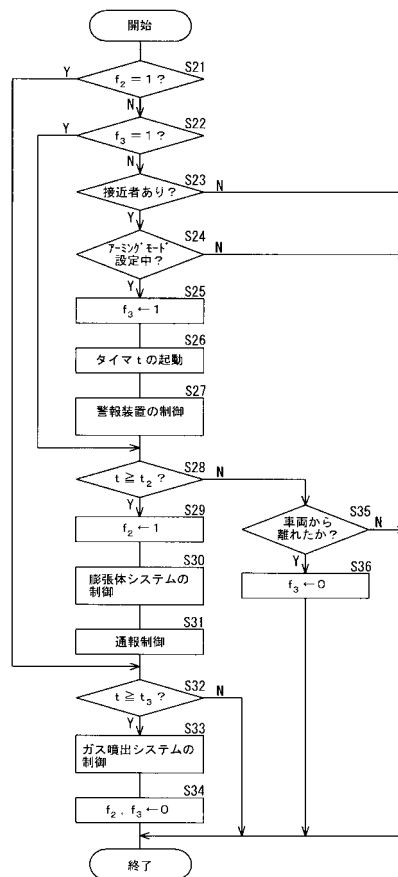 開始
S21
Y
f₂＝1？
N
S22
Y
f₃＝1？
N
S23
接近者あり？
N
Y
S24
ｱｰﾐﾝｸﾞﾓｰﾄﾞ
設定中？
N
Y
S25
f₃←1
S26
タイマｔの起動
S27
警報装置の制御
S28
t≧t₂？
N
Y
S29
f₂←1
S35
車両から
離れたか？
N
Y
S36
f₃←0
S30
膨張体システムの
制御
S31
通報制御
S32
t≧t₃？
N
Y
S33
ガス噴出システムの
制御
S34
f₂，f₃←0
終了